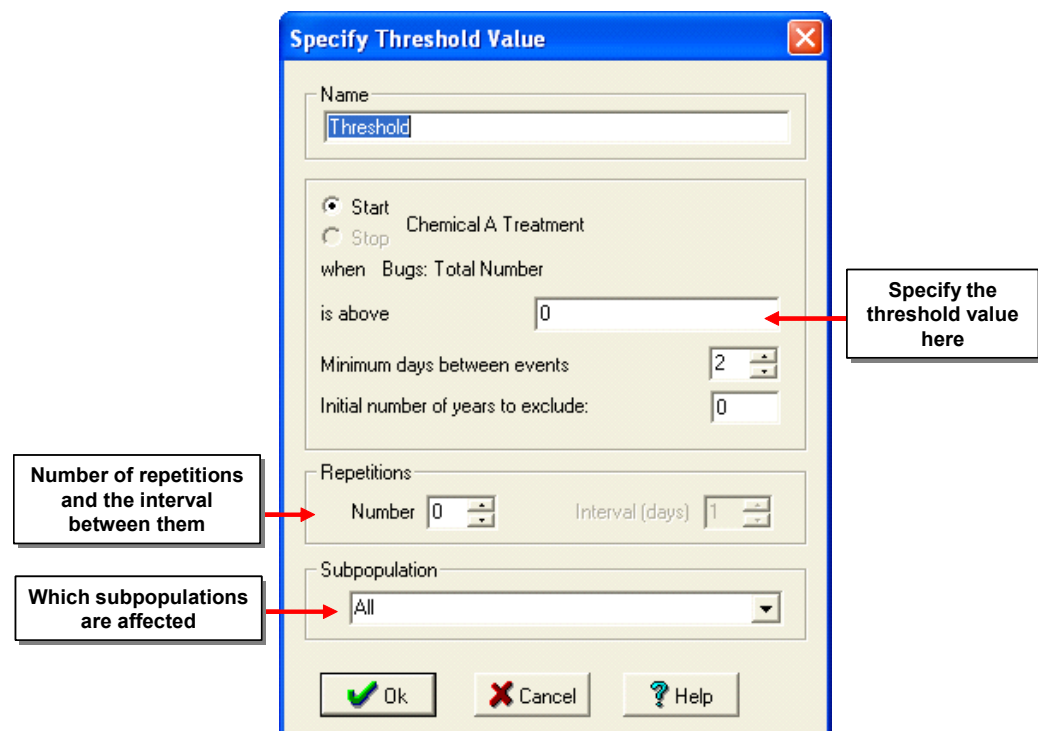 Specify Threshold Value
Name
Threshold
Start
Stop
Chemical A Treatment
when Bugs: Total Number
is above 0
Specify the
threshold value
here
Minimum days between events 2
Initial number of years to exclude: 0
Number of repetitions
and the interval
between them
Repetitions
Number 0 Interval (days) 1
Which subpopulations
are affected
Subpopulation
All
Ok Cancel Help